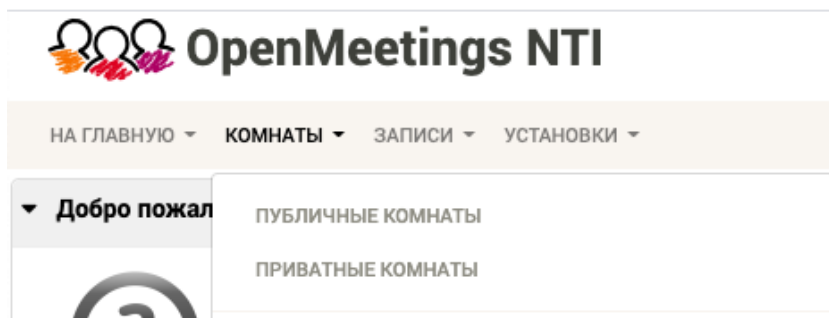 OpenMeetings NTI
НА ГЛАВНУЮ КОМНАТЫ ЗАПИСИ УСТАНОВКИ
Добро пожал
ПУБЛИЧНЫЕ КОМНАТЫ
ПРИВАТНЫЕ КОМНАТЫ